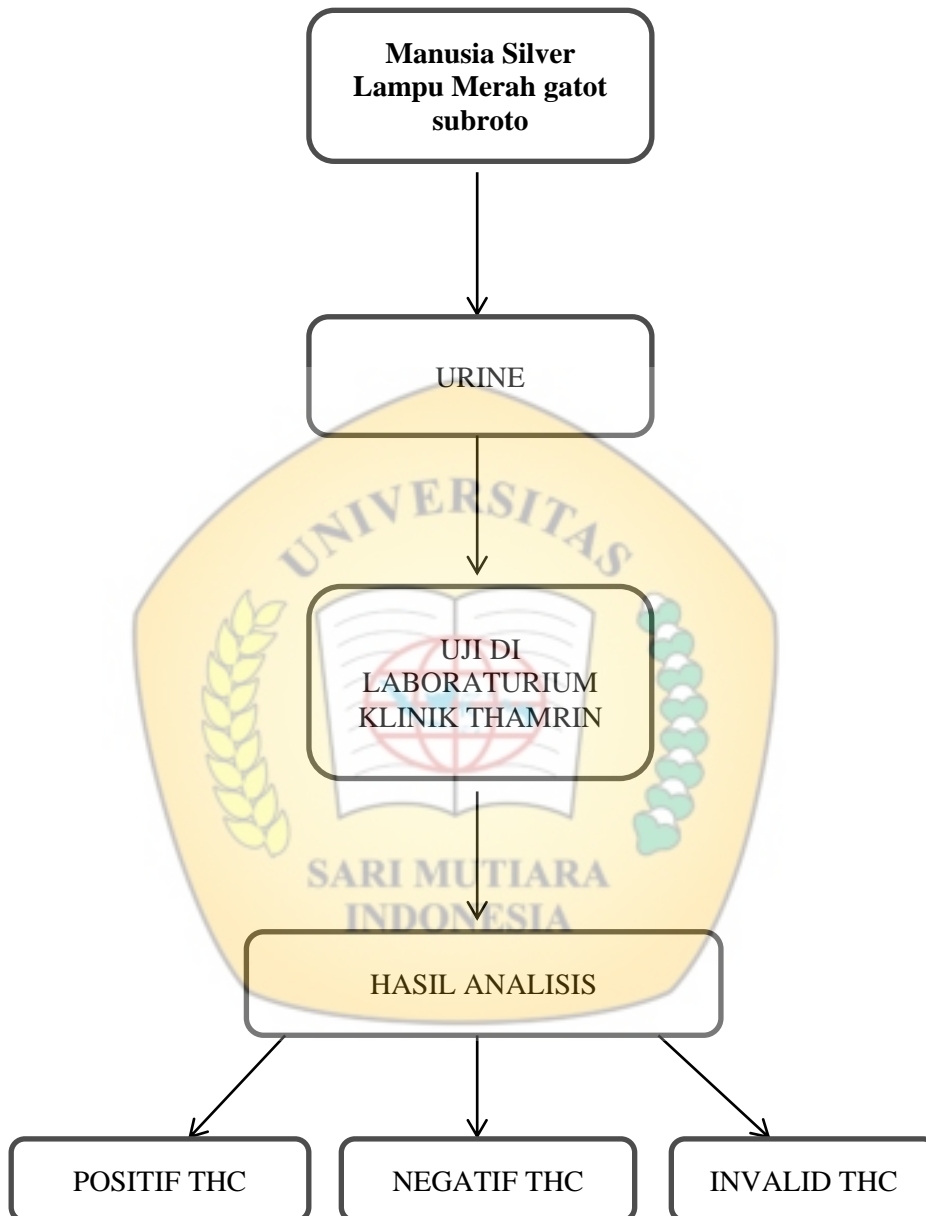 Manusia Silver
Lampu Merah gatot
subroto
URINE
UNIVERSITAS
UJI DI
LABORATURIUM
KLINIK THAMRIN
SARI MUTIARA
INDONESIA
HASIL ANALISIS
POSITIF THC
NEGATIF THC
INVALID THC